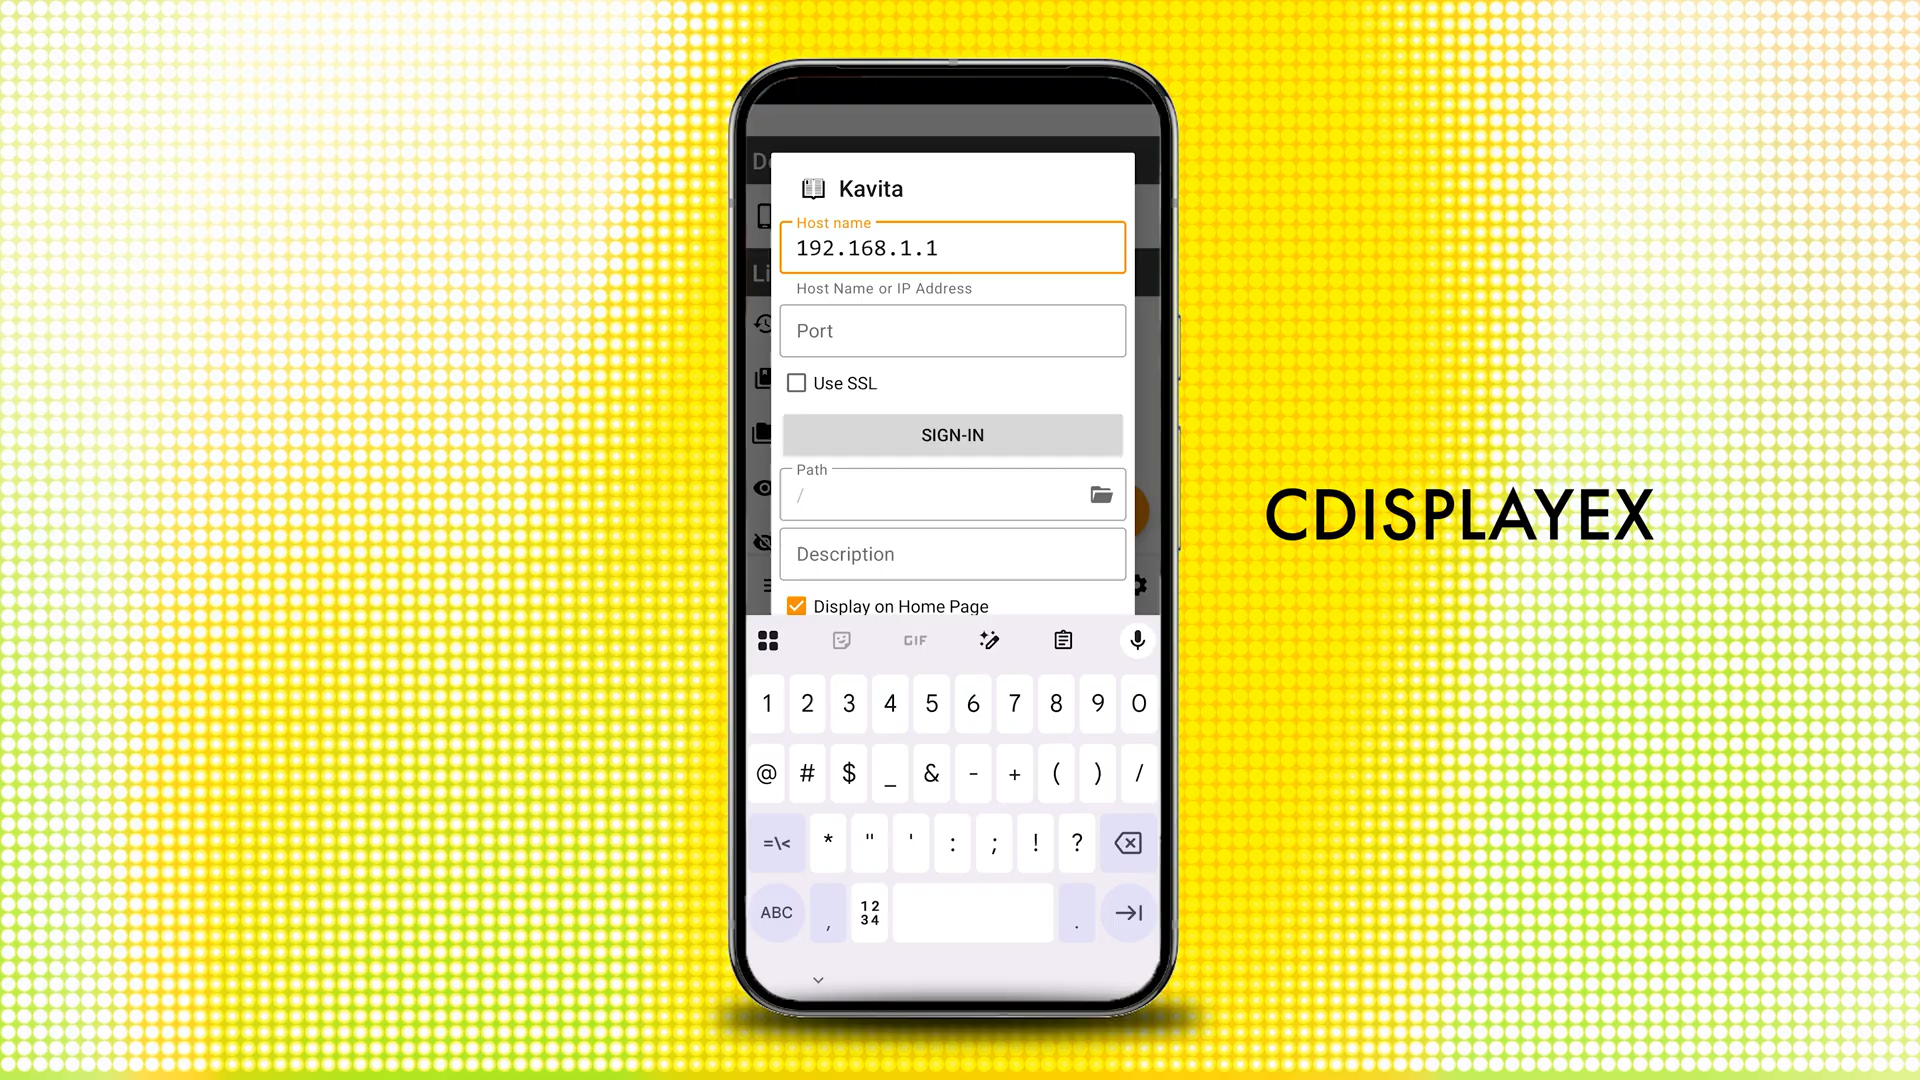 De
Kavita
Host name
192.168.1.1
Host Name or IP Address
Li
Port
Use SSL
SIGN-IN
Path
/
Description
Display on Home Page
GIF
1 2 3 4 5 6 7 8 9 0
@ # $ _ & - + ( ) /
=\< * " ' : ; ! ?
ABC , 12 34 .
CDISPLAYEX